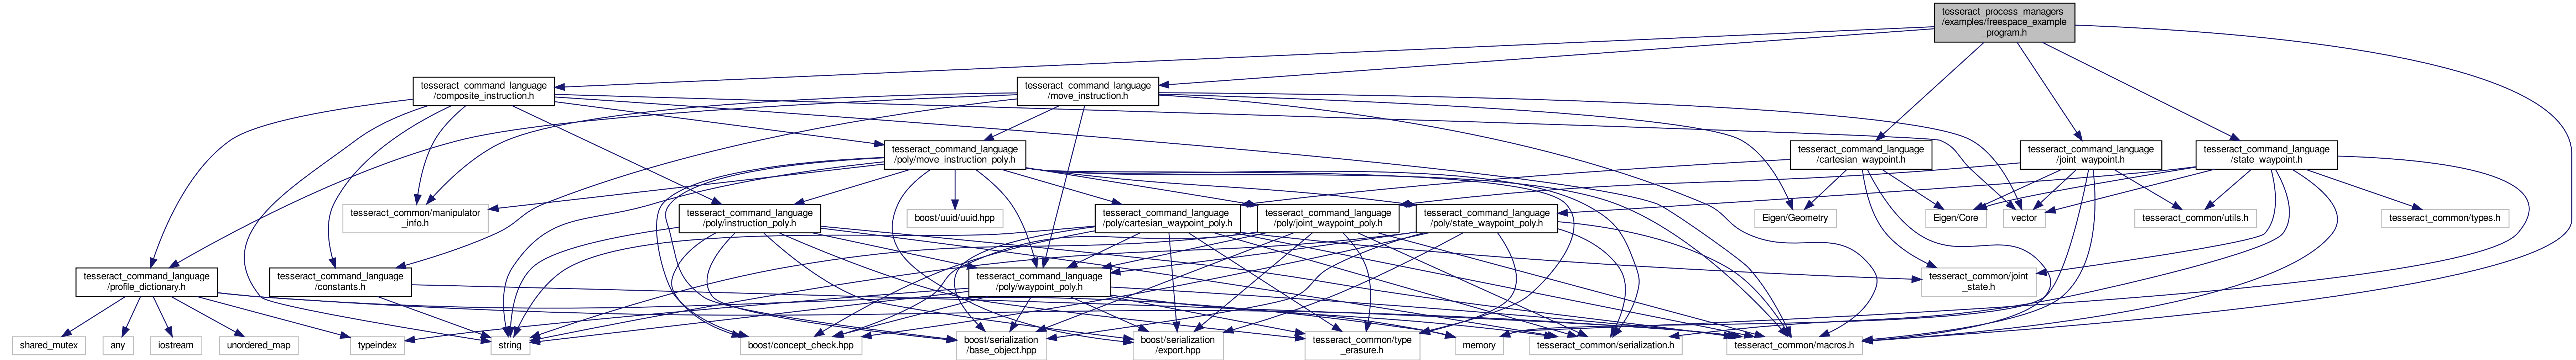 tesseract_process_managers
/examples/freespace_example
_program.h
tesseract_command_language
/composite_instruction.h
tesseract_command_language
/move_instruction.h
tesseract_command_language
/poly/move_instruction_poly.h
tesseract_command_language
/cartesian_waypoint.h
tesseract_command_language
/joint_waypoint.h
tesseract_command_language
/state_waypoint.h
tesseract_common/manipulator
_info.h
tesseract_command_language
/poly/instruction_poly.h
boost/uuid/uuid.hpp
tesseract_command_language
/poly/cartesian_waypoint_poly.h
tesseract_command_language
/poly/joint_waypoint_poly.h
tesseract_command_language
/poly/state_waypoint_poly.h
Eigen/Geometry
Eigen/Core
vector
tesseract_common/utils.h
tesseract_common/types.h
tesseract_command_language
/profile_dictionary.h
tesseract_command_language
/constants.h
tesseract_command_language
/poly/waypoint_poly.h
tesseract_common/joint
_state.h
shared_mutex
any
iostream
unordered_map
typeindex
string
boost/concept_check.hpp
boost/serialization
/base_object.hpp
boost/serialization
/export.hpp
tesseract_common/type
_erasure.h
memory
tesseract_common/serialization.h
tesseract_common/macros.h